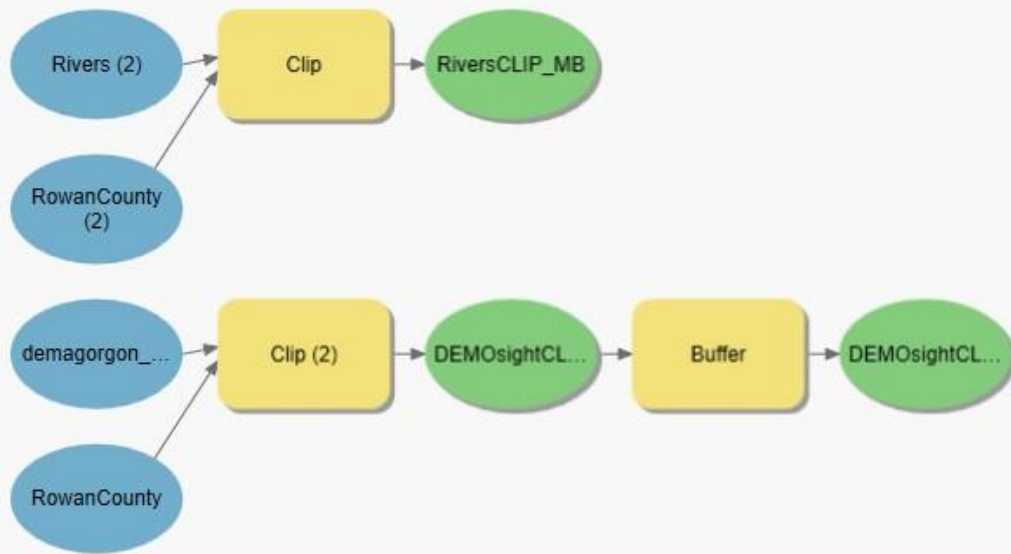 Rivers (2)
Clip
RiversCLIP_MB
RowanCounty
(2)
demagorgon_...
Clip (2)
DEMOsightCL...
Buffer
DEMOsightCL...
RowanCounty